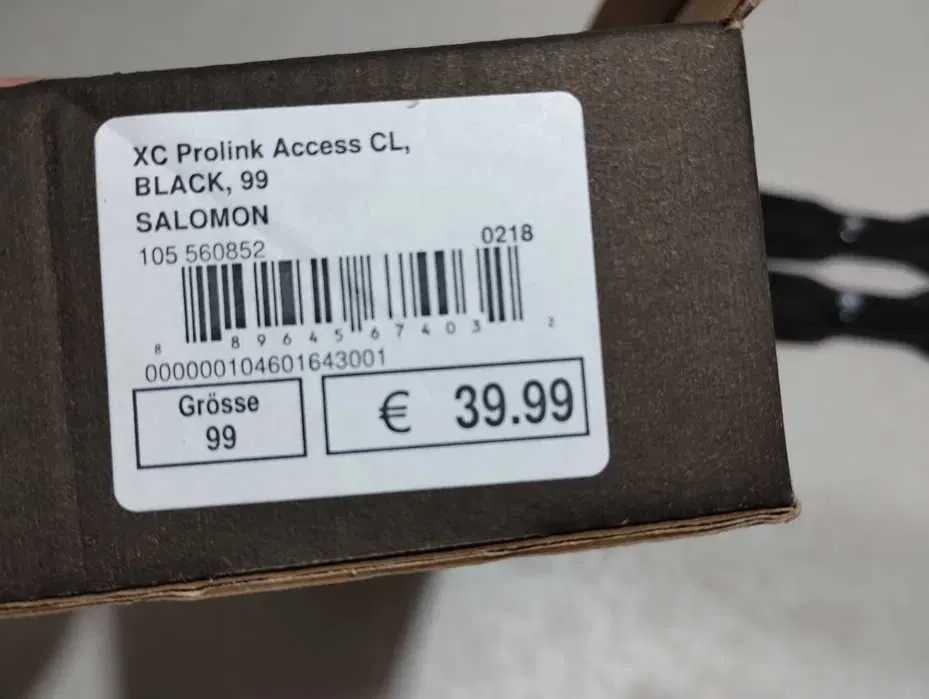 XC Prolink Access CL,
BLACK, 99
SALOMON
105 560852
0218
8 89645 67403 2
000000104601643001
Grösse
99
€ 39.99